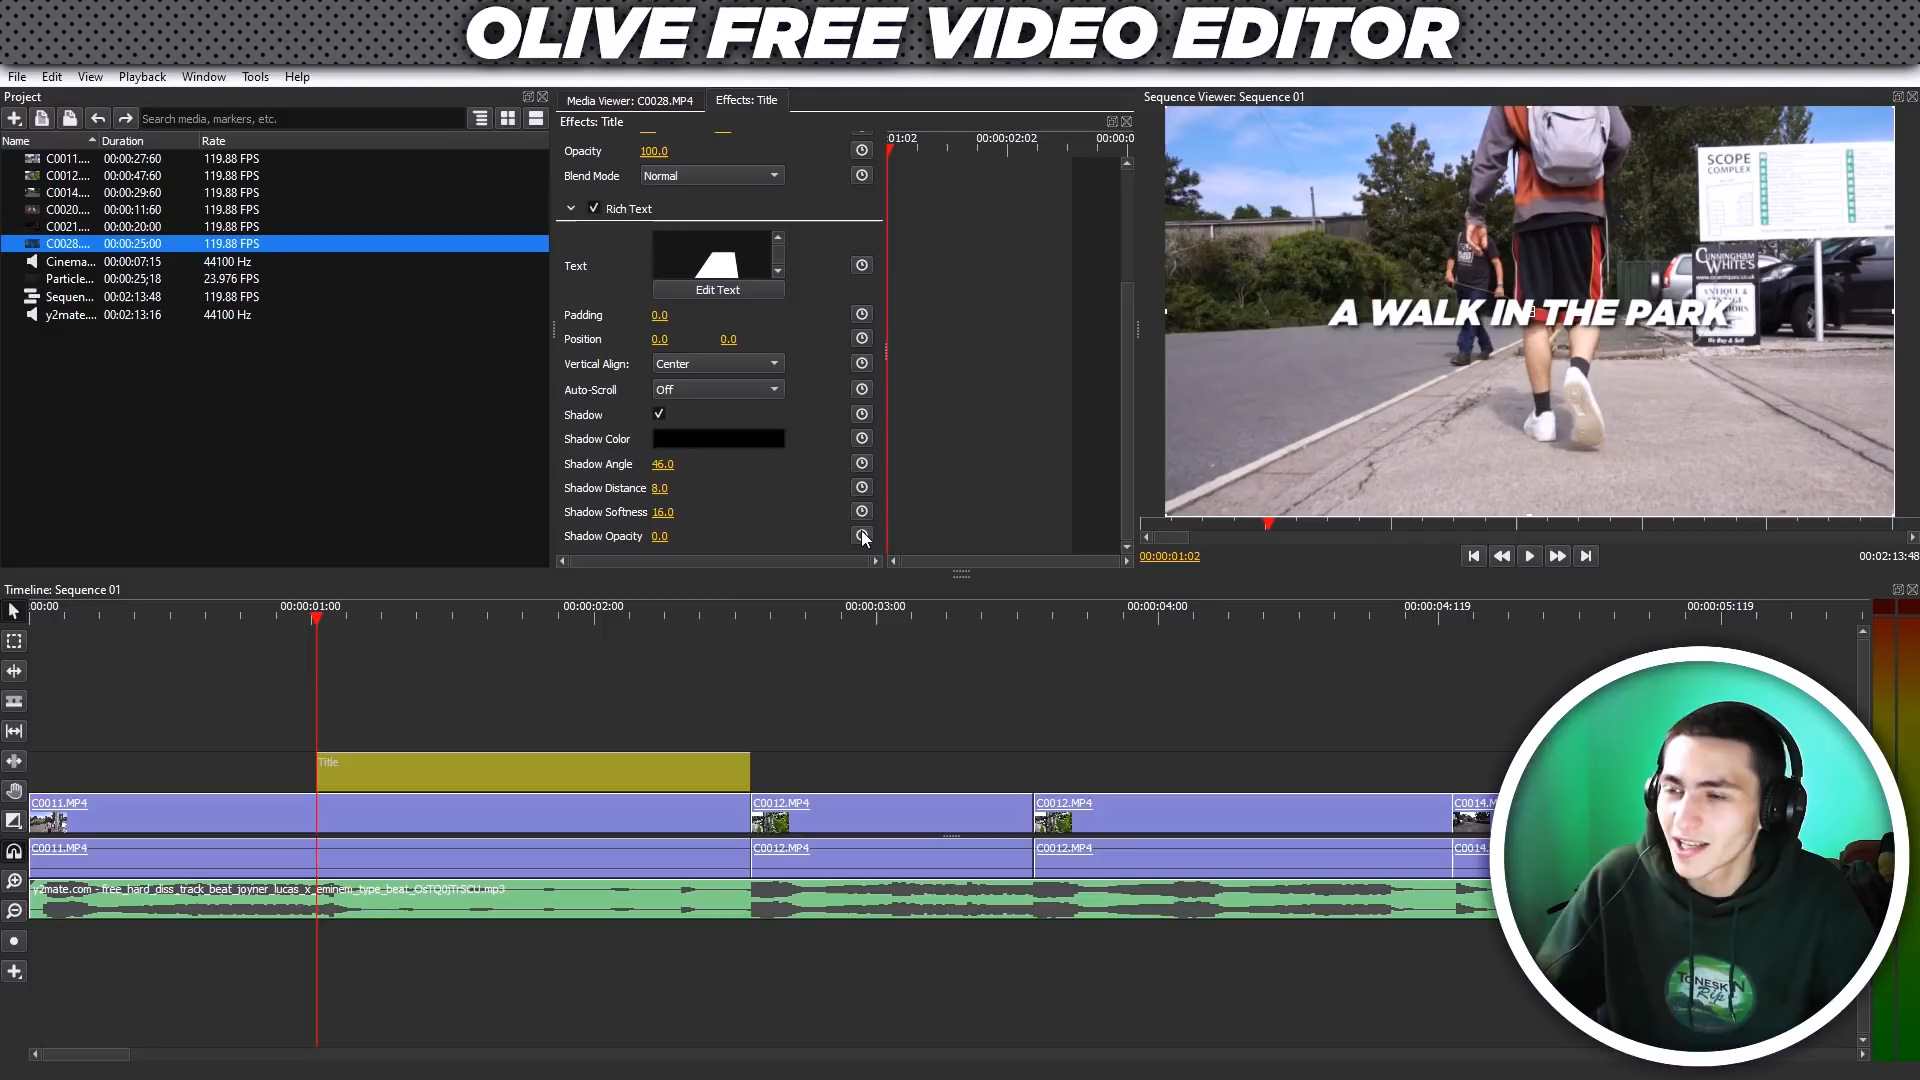 OLIVE FREE VIDEO EDITOR
File Edit View Playback Window Tools Help
Project
Search media, markers, etc.
Name Duration Rate
C0011.... 00:00:27:60 119.88 FPS
C0012.... 00:00:47:60 119.88 FPS
C0014.... 00:00:29:60 119.88 FPS
C0020.... 00:00:11:60 119.88 FPS
C0021.... 00:00:20:00 119.88 FPS
C0028.... 00:00:25:00 119.88 FPS
Cinema... 00:00:07:15 44100 Hz
Particle... 00:00:25;18 23.976 FPS
Sequen... 00:02:13:48 119.88 FPS
y2mate.... 00:02:13:16 44100 Hz
Media Viewer: C0028.MP4 Effects: Title
Effects: Title
01:02 00:00:02:02 00:00:0
Opacity 100.0
Blend Mode Normal
Rich Text
Text
Edit Text
Padding 0.0
Position 0.0 0.0
Vertical Align: Center
Auto-Scroll Off
Shadow
Shadow Color
Shadow Angle 46.0
Shadow Distance 8.0
Shadow Softness 16.0
Shadow Opacity 0.0
Sequence Viewer: Sequence 01
SCOPE
COMPLEX
CUNNINGHAM
WHITE'S
ANTIQUE &
We Buy & Sell
A WALK IN THE PARK
00:00:01:02 00:02:13:48
Timeline: Sequence 01
00:00 00:00:01:00 00:00:02:00 00:00:03:00 00:00:04:00 00:00:04:119 00:00:05:119
Title
C0011.MP4 C0012.MP4 C0012.MP4 C0014.M
C0011.MP4 C0012.MP4 C0012.MP4 C0014.
y2mate.com - free_hard_diss_track_beat_joyner_lucas_x_eminem_type_beat_OsTQ0jTrSCU.mp3
TONESKIN
Rip